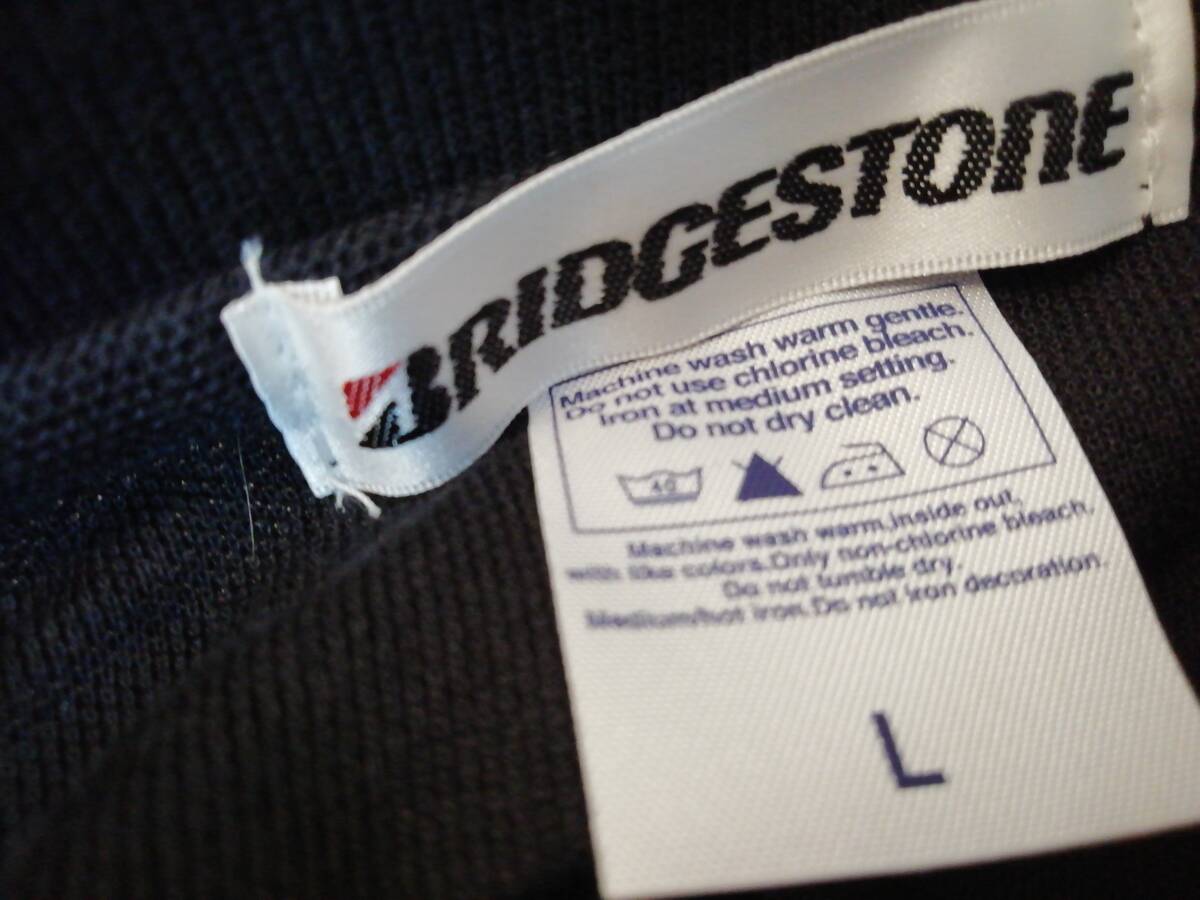 BRIDGESTONE
Machine wash warm gentle.
Do not use chlorine bleach.
Iron at medium setting.
Do not dry clean.
40
Machine wash warm,inside out,
with like colors.Only non-chlorine bleach.
Do not tumble dry.
Medium/hot iron.Do not iron decoration.
L